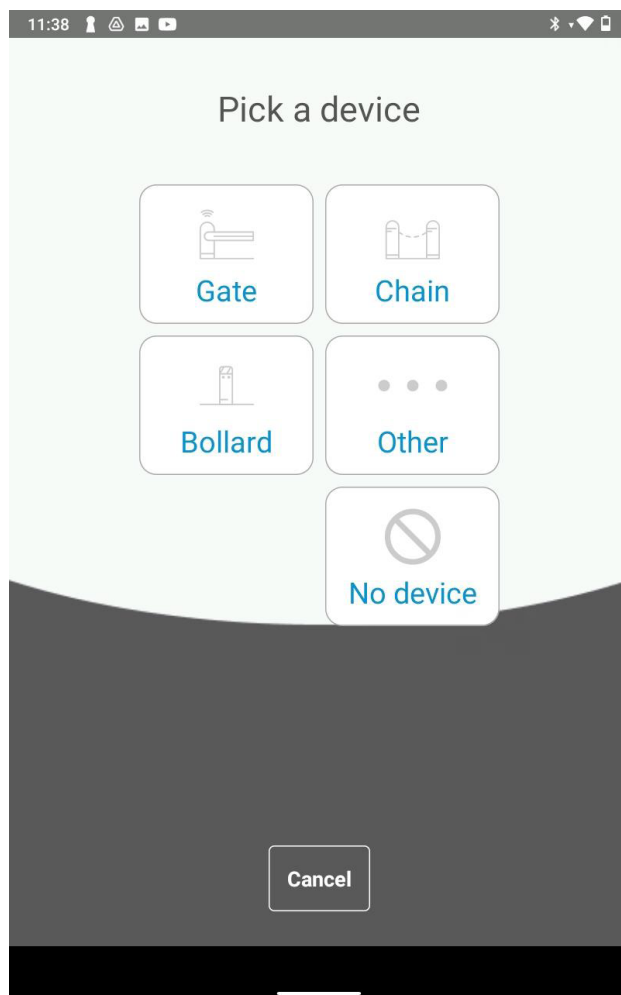 11:38
Pick a device
Gate
Chain
Bollard
Other
No device
Cancel